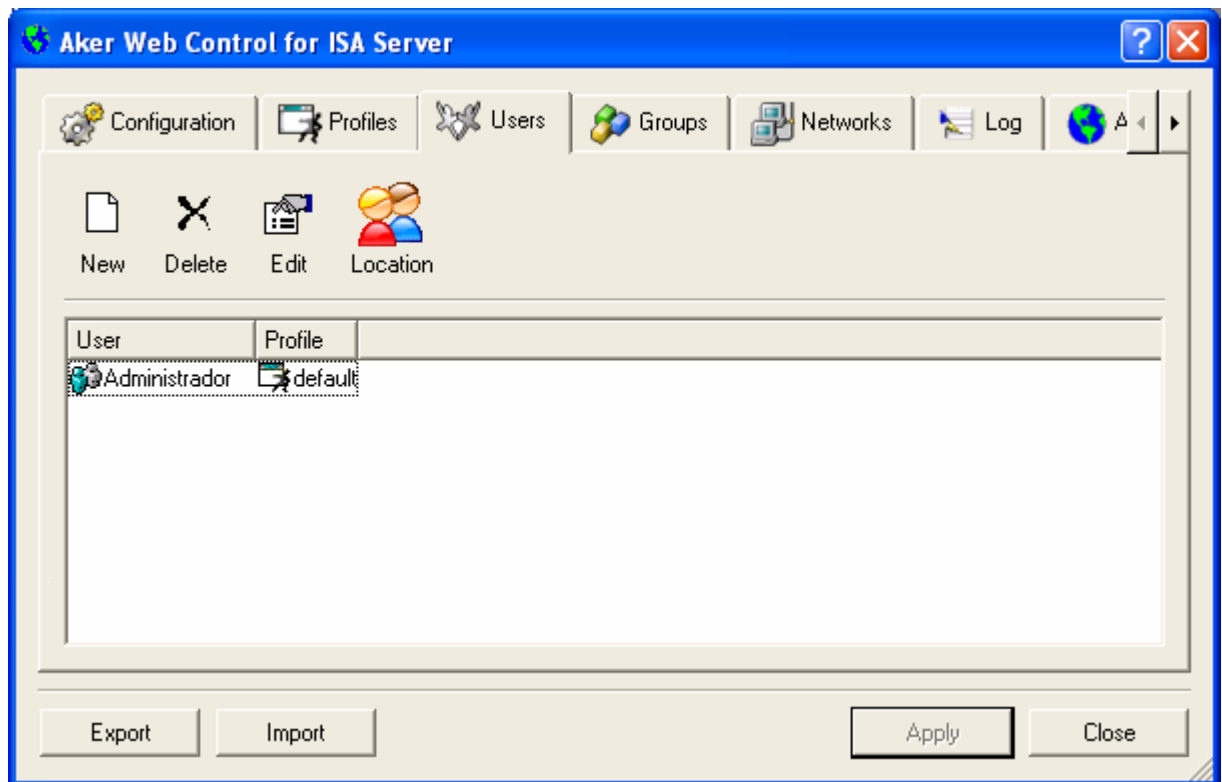 Aker Web Control for ISA Server
Configuration Profiles Users Groups Networks Log A
New Delete Edit Location
User Profile
Administrador default
Export Import Apply Close